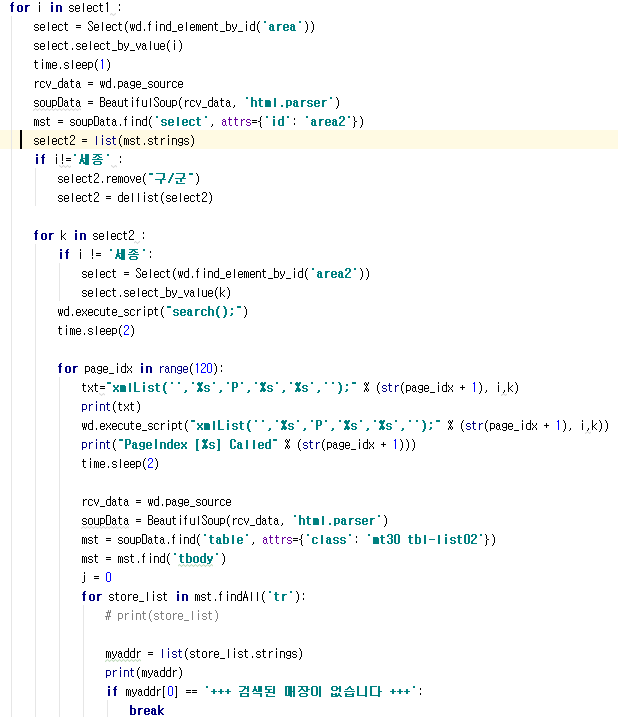 for i in select1 :
    select = Select(wd.find_element_by_id('area'))
    select.select_by_value(i)
    time.sleep(1)
    rcv_data = wd.page_source
    soupData = BeautifulSoup(rcv_data, 'html.parser')
    mst = soupData.find('select', attrs={'id': 'area2'})
    select2 = list(mst.strings)
    if i!='세종' :
        select2.remove("구/군")
        select2 = dellist(select2)

    for k in select2 :
        if i != '세종':
            select = Select(wd.find_element_by_id('area2'))
            select.select_by_value(k)
        wd.execute_script("search();")
        time.sleep(2)

        for page_idx in range(120):
            txt="xmlList('','%s','P','%s','%s','');" % (str(page_idx + 1), i,k)
            print(txt)
            wd.execute_script("xmlList('','%s','P','%s','%s','');" % (str(page_idx + 1), i,k))
            print("PageIndex [%s] Called" % (str(page_idx + 1)))
            time.sleep(2)

            rcv_data = wd.page_source
            soupData = BeautifulSoup(rcv_data, 'html.parser')
            mst = soupData.find('table', attrs={'class': 'mt30 tbl-list02'})
            mst = mst.find('tbody')
            j = 0
            for store_list in mst.findAll('tr'):
                # print(store_list)

                myaddr = list(store_list.strings)
                print(myaddr)
                if myaddr[0] == '+++ 검색된 매장이 없습니다 +++':
                    break